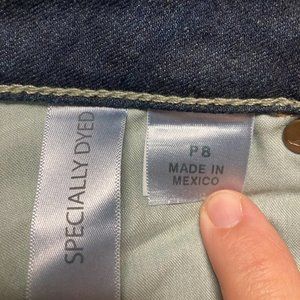 SPECIALLY DYED
P8
MADE IN
MEXICO